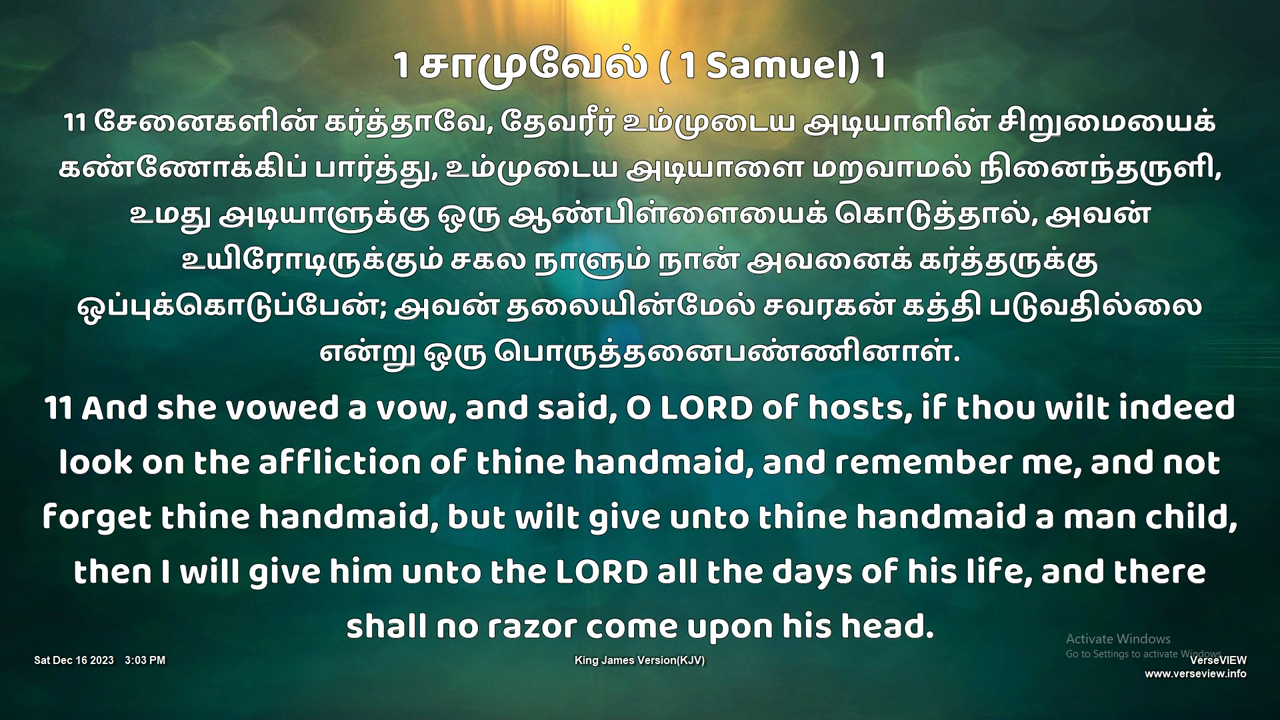 1 சாமுவேல் ( 1 Samuel) 1
11 சேனைகளின் கர்த்தாவே, தேவரீர் உம்முடைய அடியாளின் சிறுமையைக்
கண்ணோக்கிப் பார்த்து, உம்முடைய அடியாளை மறவாமல் நினைந்தருளி,
உமது அடியாளுக்கு ஒரு ஆண்பிள்ளையைக் கொடுத்தால், அவன்
உயிரோடிருக்கும் சகல நாளும் நான் அவனைக் கர்த்தருக்கு
ஒப்புக்கொடுப்பேன்; அவன் தலையின்மேல் சவரகன் கத்தி படுவதில்லை
என்று ஒரு பொருத்தனைபண்ணினாள்.
11 And she vowed a vow, and said, O LORD of hosts, if thou wilt indeed
look on the affliction of thine handmaid, and remember me, and not
forget thine handmaid, but wilt give unto thine handmaid a man child,
then I will give him unto the LORD all the days of his life, and there
shall no razor come upon his head.
Activate Windows
Go to Settings to activate Windows.
Sat Dec 16 2023 3:03 PM
King James Version(KJV)
VerseVIEW
www.verseview.info